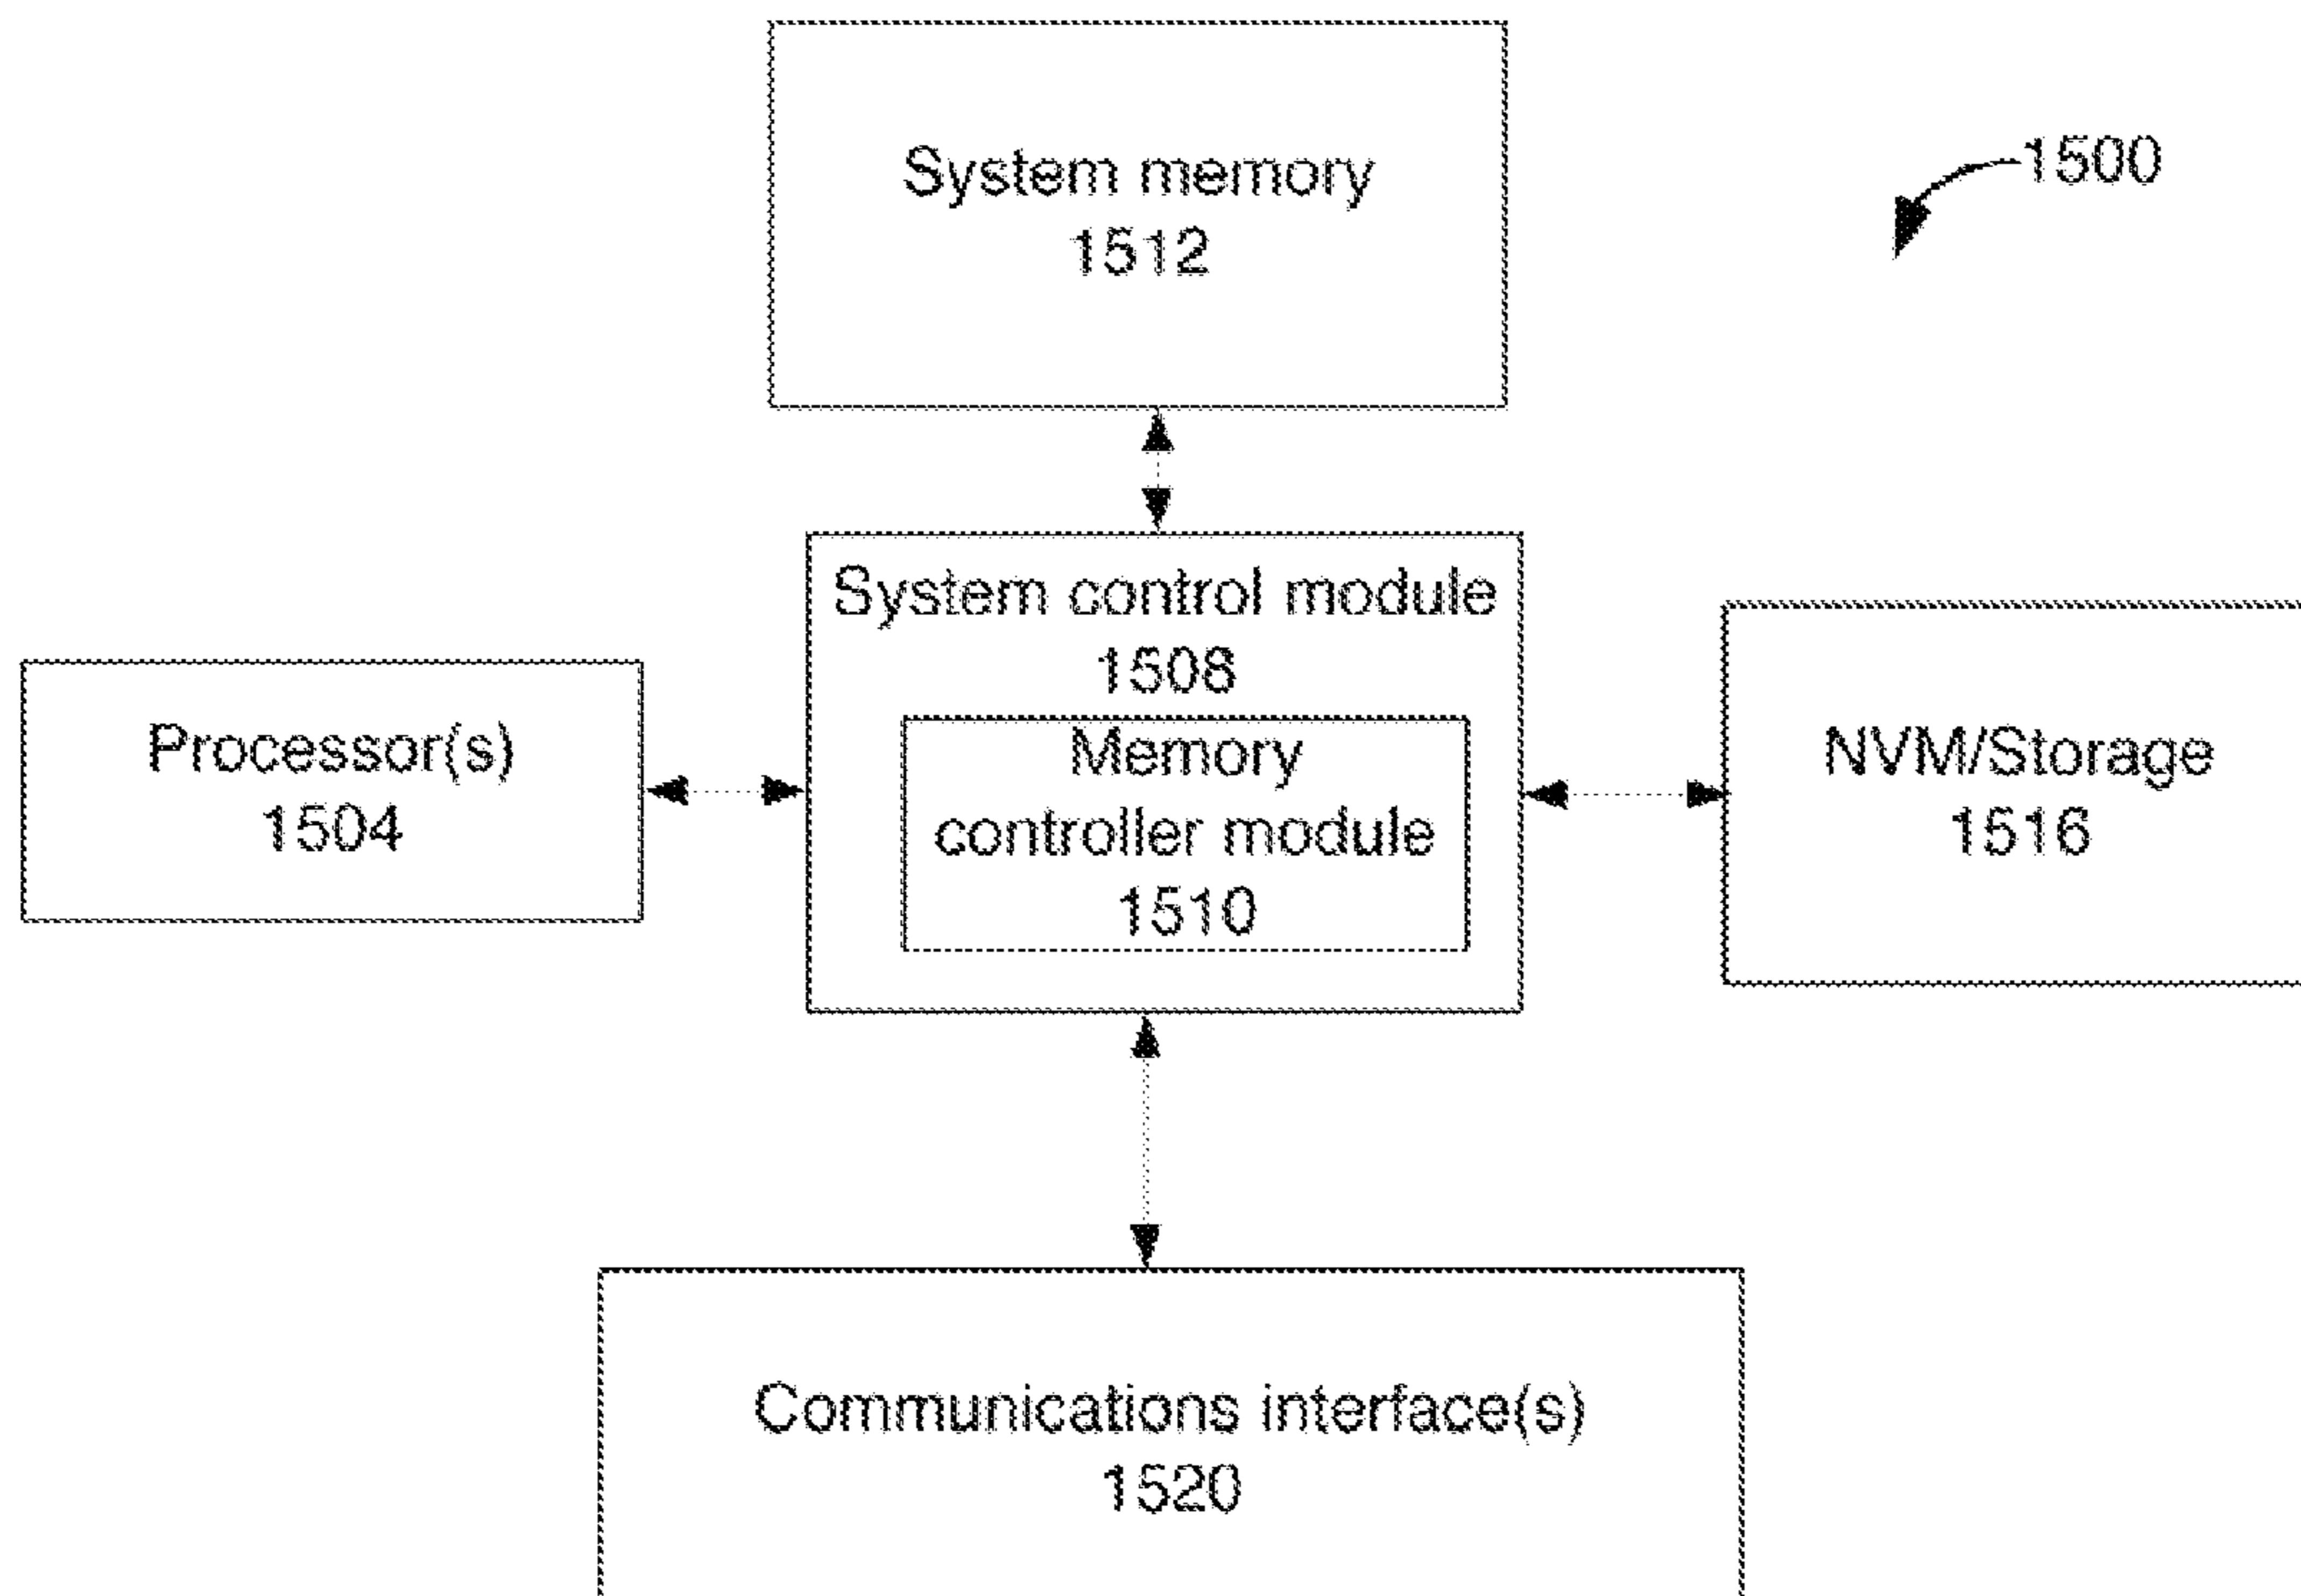 System memory
1512
1500
System control module
1508
Processor(s)
1504
Memory
controller module
1510
NVM/Storage
1516
Communications interface(s)
1520